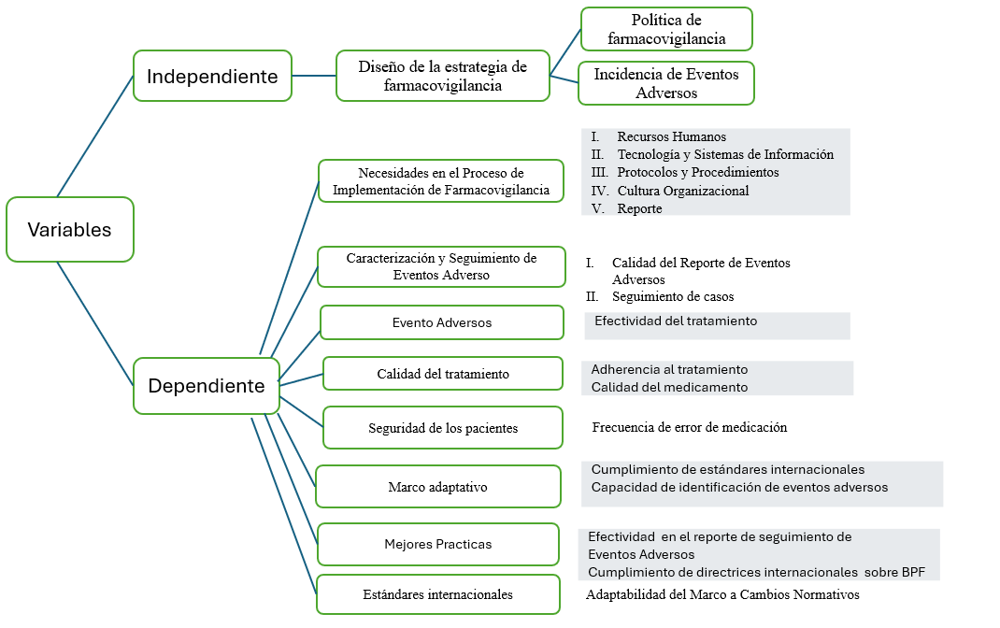 Variables
Independiente
Diseño de la estrategia de
farmacovigilancia
Política de
farmacovigilancia
Incidencia de Eventos
Adversos
Dependiente
Necesidades en el Proceso de
Implementación de Farmacovigilancia
I. Recursos Humanos
II. Tecnología y Sistemas de Información
III. Protocolos y Procedimientos
IV. Cultura Organizacional
V. Reporte
Caracterización y Seguimiento de
Eventos Adverso
I. Calidad del Reporte de Eventos
Adversos
II. Seguimiento de casos
Evento Adversos
Efectividad del tratamiento
Calidad del tratamiento
Adherencia al tratamiento
Calidad del medicamento
Seguridad de los pacientes
Frecuencia de error de medicación
Marco adaptativo
Cumplimiento de estándares internacionales
Capacidad de identificación de eventos adversos
Mejores Practicas
Efectividad en el reporte de seguimiento de
Eventos Adversos
Cumplimiento de directrices internacionales sobre BPF
Estándares internacionales
Adaptabilidad del Marco a Cambios Normativos